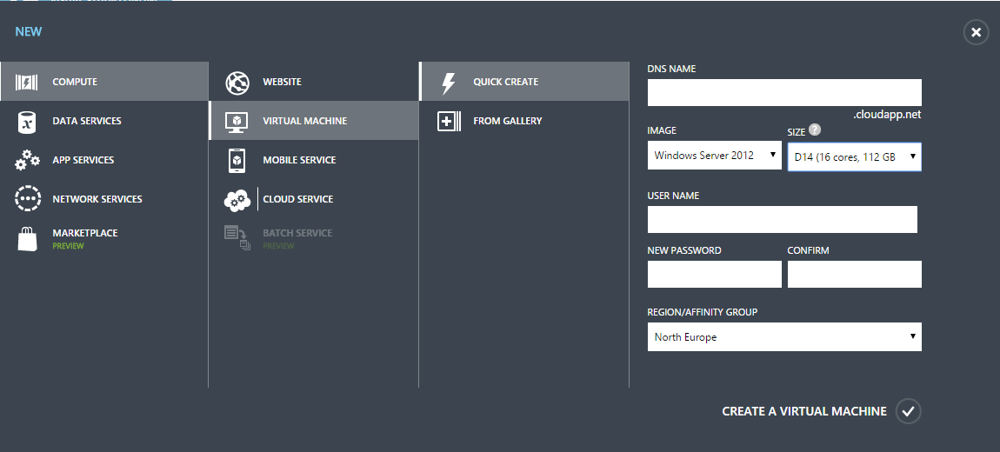 NEW
COMPUTE
DATA SERVICES
APP SERVICES
NETWORK SERVICES
MARKETPLACE
PREVIEW
WEBSITE
VIRTUAL MACHINE
MOBILE SERVICE
CLOUD SERVICE
BATCH SERVICE
PREVIEW
QUICK CREATE
FROM GALLERY
DNS NAME
.cloudapp.net
IMAGE
SIZE ?
Windows Server 2012
D14 (16 cores, 112 GB
USER NAME
NEW PASSWORD
CONFIRM
REGION/AFFINITY GROUP
North Europe
CREATE A VIRTUAL MACHINE